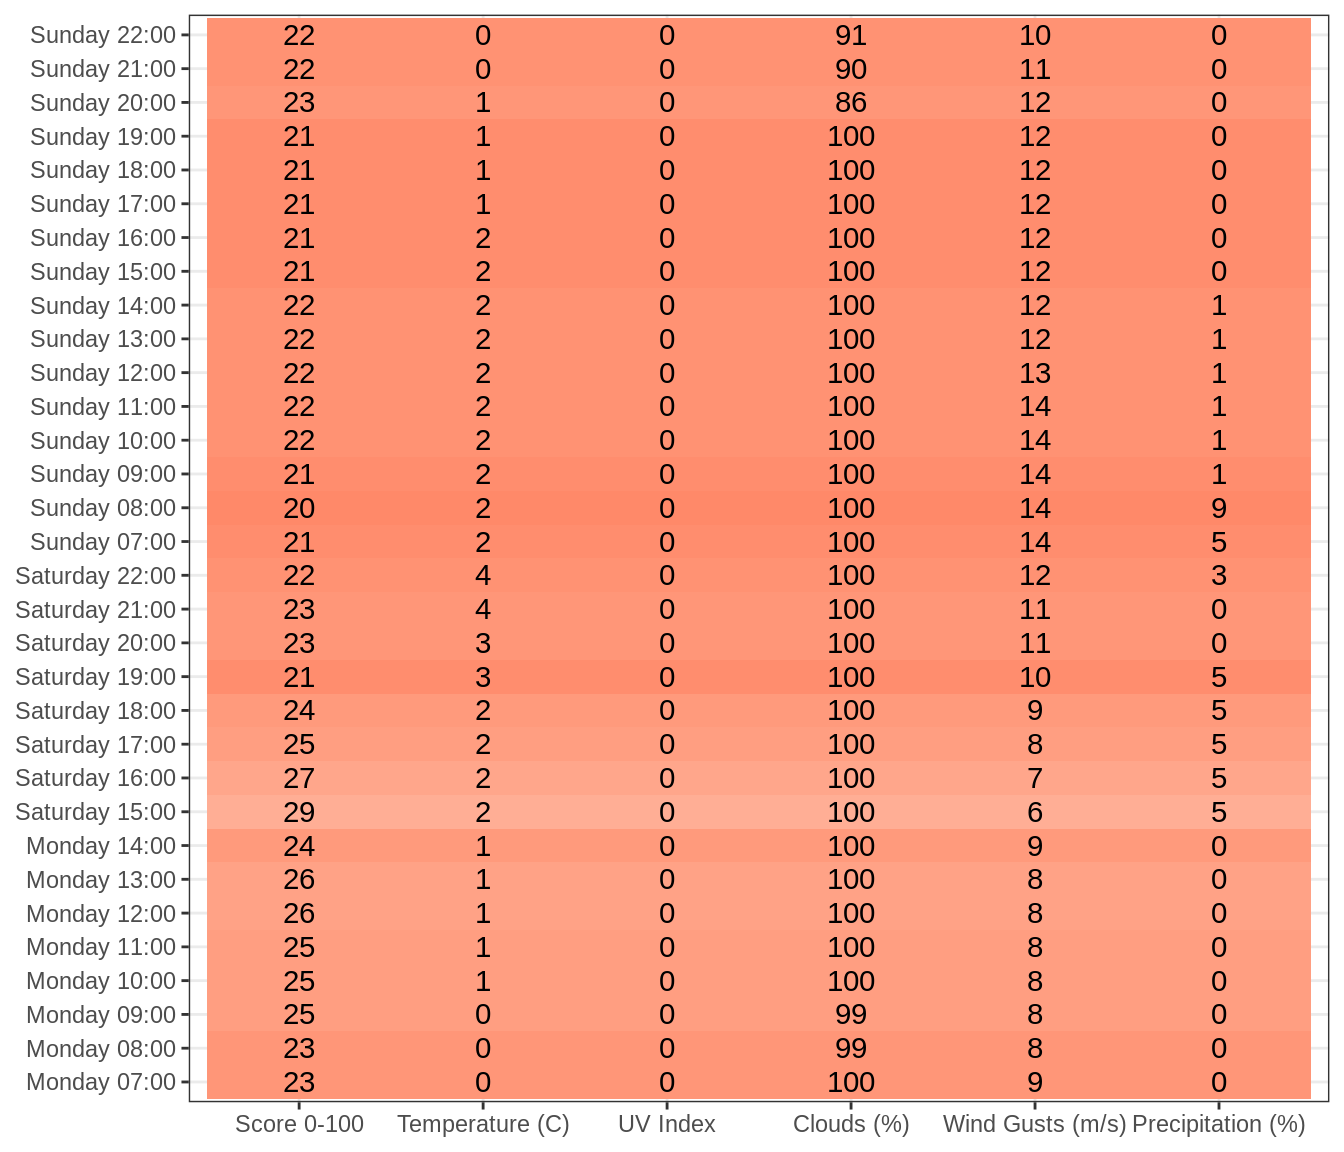 Sunday 22:00 22 0 0 91 10 0
Sunday 21:00 22 0 0 90 11 0
Sunday 20:00 23 1 0 86 12 0
Sunday 19:00 21 1 0 100 12 0
Sunday 18:00 21 1 0 100 12 0
Sunday 17:00 21 1 0 100 12 0
Sunday 16:00 21 2 0 100 12 0
Sunday 15:00 21 2 0 100 12 0
Sunday 14:00 22 2 0 100 12 1
Sunday 13:00 22 2 0 100 12 1
Sunday 12:00 22 2 0 100 13 1
Sunday 11:00 22 2 0 100 14 1
Sunday 10:00 22 2 0 100 14 1
Sunday 09:00 21 2 0 100 14 1
Sunday 08:00 20 2 0 100 14 9
Sunday 07:00 21 2 0 100 14 5
Saturday 22:00 22 4 0 100 12 3
Saturday 21:00 23 4 0 100 11 0
Saturday 20:00 23 3 0 100 11 0
Saturday 19:00 21 3 0 100 10 5
Saturday 18:00 24 2 0 100 9 5
Saturday 17:00 25 2 0 100 8 5
Saturday 16:00 27 2 0 100 7 5
Saturday 15:00 29 2 0 100 6 5
Monday 14:00 24 1 0 100 9 0
Monday 13:00 26 1 0 100 8 0
Monday 12:00 26 1 0 100 8 0
Monday 11:00 25 1 0 100 8 0
Monday 10:00 25 1 0 100 8 0
Monday 09:00 25 0 0 99 8 0
Monday 08:00 23 0 0 99 8 0
Monday 07:00 23 0 0 100 9 0
Score 0-100 Temperature (C) UV Index Clouds (%) Wind Gusts (m/s) Precipitation (%)